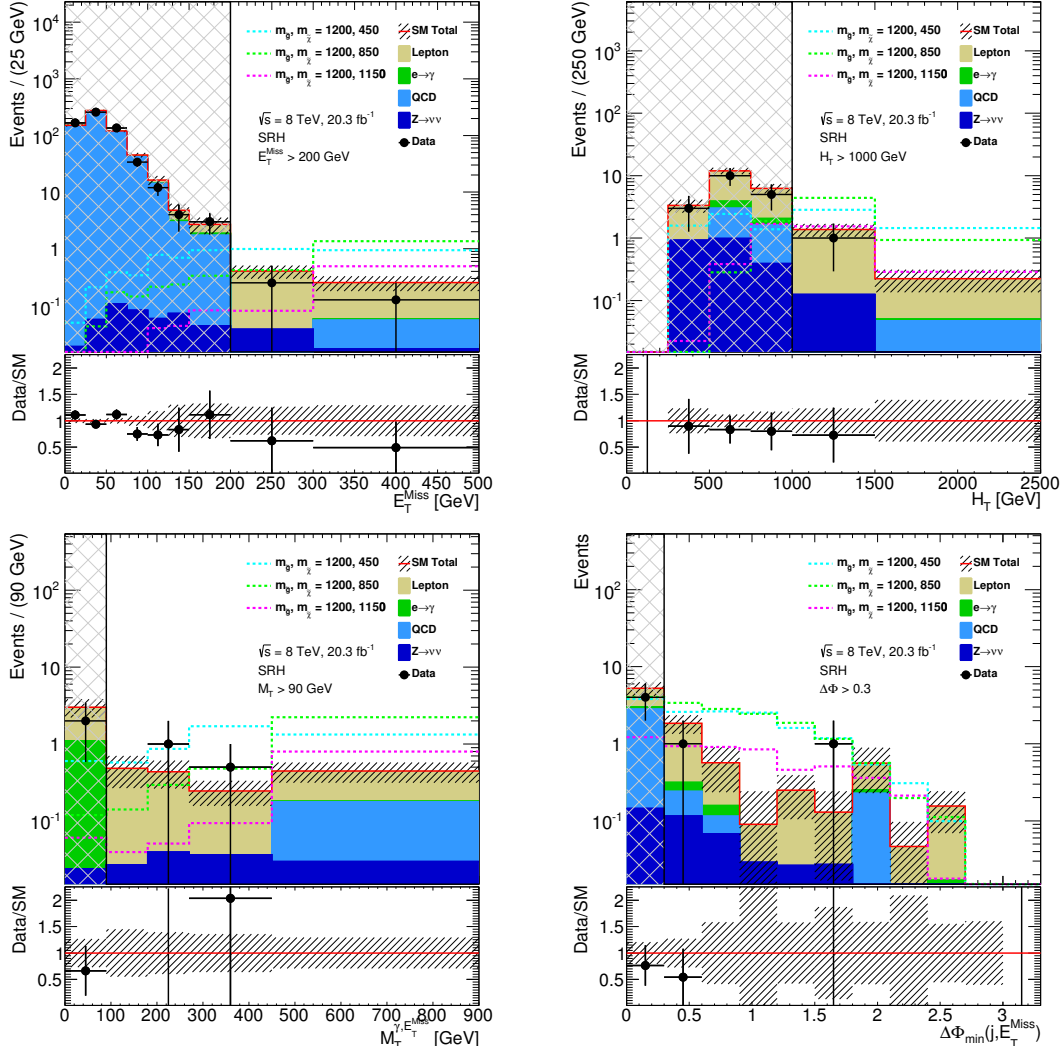 Events / (25 GeV)
10⁴
10³
10²
10
1
10⁻¹
m_g, m_χ̃ = 1200, 450
m_g, m_χ̃ = 1200, 850
m_g, m_χ̃ = 1200, 1150
√s = 8 TeV, 20.3 fb⁻¹
SRH
E_T^Miss > 200 GeV
SM Total
Lepton
e→γ
QCD
Z→νν
Data
Data/SM
2
1.5
1
0.5
0 50 100 150 200 250 300 350 400 450 500
E_T^Miss [GeV]
Events / (250 GeV)
10³
10²
10
1
10⁻¹
m_g, m_χ̃ = 1200, 450
m_g, m_χ̃ = 1200, 850
m_g, m_χ̃ = 1200, 1150
√s = 8 TeV, 20.3 fb⁻¹
SRH
H_T > 1000 GeV
SM Total
Lepton
e→γ
QCD
Z→νν
Data
Data/SM
2
1.5
1
0.5
0 500 1000 1500 2000 2500
H_T [GeV]
Events / (90 GeV)
10²
10
1
10⁻¹
m_g, m_χ̃ = 1200, 450
m_g, m_χ̃ = 1200, 850
m_g, m_χ̃ = 1200, 1150
√s = 8 TeV, 20.3 fb⁻¹
SRH
M_T > 90 GeV
SM Total
Lepton
e→γ
QCD
Z→νν
Data
Data/SM
2
1.5
1
0.5
0 100 200 300 400 500 600 700 800 900
M_T^γ,E_T^Miss [GeV]
Events
10²
10
1
10⁻¹
m_g, m_χ̃ = 1200, 450
m_g, m_χ̃ = 1200, 850
m_g, m_χ̃ = 1200, 1150
√s = 8 TeV, 20.3 fb⁻¹
SRH
ΔΦ > 0.3
SM Total
Lepton
e→γ
QCD
Z→νν
Data
Data/SM
2
1.5
1
0.5
0 0.5 1 1.5 2 2.5 3
ΔΦ_min(j,E_T^Miss)